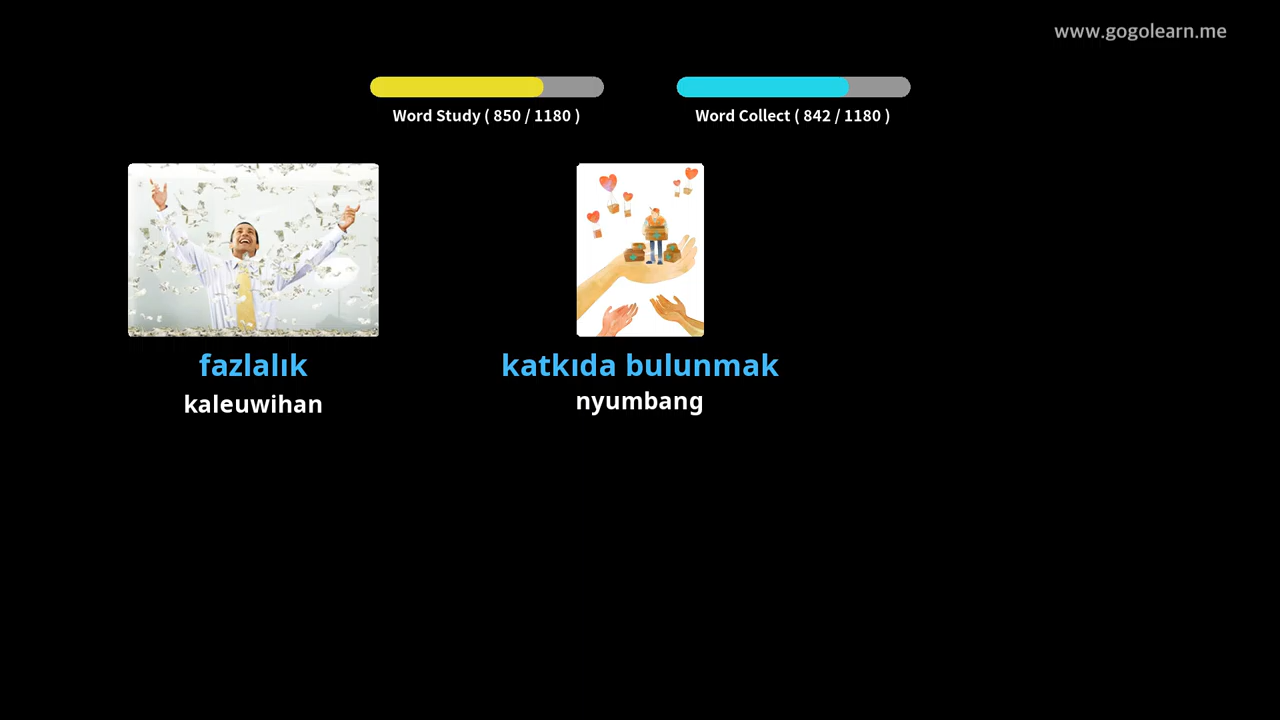 www.gogolearn.me
Word Study ( 850 / 1180 )
Word Collect ( 842 / 1180 )
fazlalık
kaleuwihan
katkıda bulunmak
nyumbang